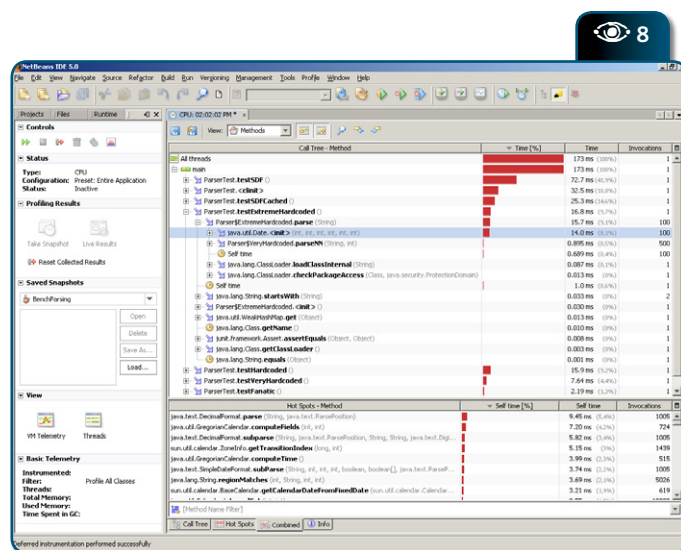 8
NetBeans IDE 5.0
File Edit View Navigate Source Refactor Build Run Versioning Management Tools Profile Window Help
Projects Files Runtime
CPU: 02:02:02 PM*
Controls
View: Methods
Status
Type: CPU
Configuration: Preset: Entire Application
Status: Inactive
Profiling Results
Take Snapshot Live Results
Reset Collected Results
Saved Snapshots
BenchParsing
Open
Delete
Save As...
Load...
View
VM Telemetry Threads
Basic Telemetry
Instrumented:
Filter: Profile All Classes
Threads:
Total Memory:
Used Memory:
Time Spent in GC:
Call Tree - Method Time [%] Time Invocations
All threads 173 ms (100%) 1
main 173 ms (100%) 1
ParserTest.testSDF () 72.7 ms (41,9%) 1
ParserTest.<clinit> 32.5 ms 1
ParserTest.testSDFCached () 25.3 ms (14,6%) 1
ParserTest.testExtremeHardcoded () 16.8 ms (9,7%) 1
Parser$ExtremeHardcoded.parse (String) 15.7 ms (9,1%) 100
java.util.Date.<init> (int, int, int, int, int, int) 14.0 ms (8,1%) 100
Parser$VeryHardcoded.parseNN (String, int) 0.895 ms (0,5%) 500
Self time 0.689 ms (0,4%) 100
java.lang.ClassLoader.loadClassInternal (String) 0.087 ms (0,1%) 1
java.lang.ClassLoader.checkPackageAccess (Class, java.security.ProtectionDomain) 0.013 ms (0%) 1
Self time 1.0 ms (0,6%) 1
java.lang.String.startsWith (String) 0.033 ms (0%) 2
Parser$ExtremeHardcoded.<init> () 0.030 ms (0%) 1
java.util.WeakHashMap.get (Object) 0.013 ms (0%) 1
java.lang.Class.getName () 0.010 ms (0%) 1
junit.framework.Assert.assertEquals (Object, Object) 0.008 ms (0%) 1
java.lang.Class.getClassLoader () 0.003 ms (0%) 1
java.lang.String.equals (Object) 0.001 ms (0%) 1
ParserTest.testHardcoded () 15.9 ms (9,2%) 1
ParserTest.testVeryHardcoded () 7.64 ms (4,4%) 1
ParserTest.testFanatic () 2.19 ms (1,3%) 1
Hot Spots - Method Self time [%] Self time Invocations
java.text.DecimalFormat.parse (String, java.text.ParsePosition) 9.45 ms 1005
java.util.GregorianCalendar.computeFields (int, int) 7.20 ms (4,2%) 724
java.text.DecimalFormat.subparse (String, java.text.ParsePosition, String, String, java.text.Digi... 5.82 ms (3,4%) 1005
sun.util.calendar.ZoneInfo.getTransitionIndex (long, int) 5.15 ms (3%) 1439
java.util.GregorianCalendar.computeTime () 3.99 ms (2,3%) 515
java.text.SimpleDateFormat.subParse (String, int, int, int, boolean, boolean[], java.text.ParseP... 3.74 ms (2,2%) 1005
java.lang.String.regionMatches (int, String, int, int) 3.69 ms 5026
sun.util.calendar.BaseCalendar.getCalendarDateFromFixedDate (sun.util.calendar.Calendar... 3.21 ms (1,9%) 619
[Method Name Filter]
Call Tree Hot Spots Combined Info
Deferred instrumentation performed successfully